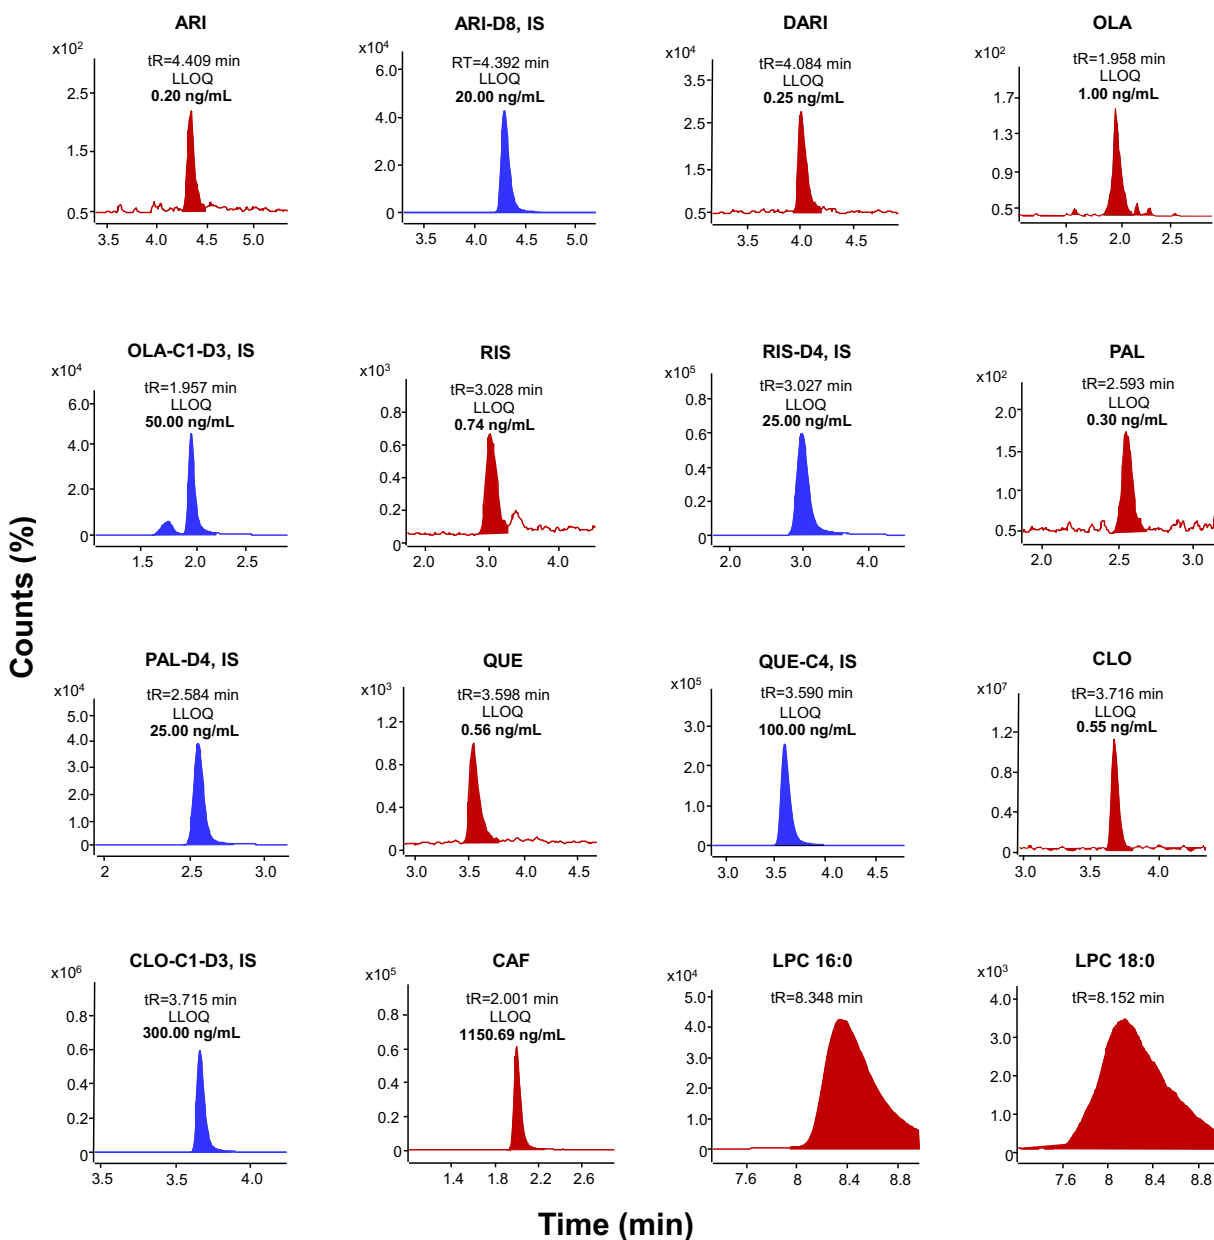 ARI
x10²
tR=4.409 min
LLOQ
0.20 ng/mL
2.5
1.5
0.5
3.5 4.0 4.5 5.0
ARI-D8, IS
x10⁴
RT=4.392 min
LLOQ
20.00 ng/mL
6.0
4.0
2.0
0
3.5 4.0 4.5 5.0
DARI
x10⁴
tR=4.084 min
LLOQ
0.25 ng/mL
3.5
2.5
1.5
0.5
3.5 4.0 4.5
OLA
x10²
tR=1.958 min
LLOQ
1.00 ng/mL
1.7
1.3
0.9
0.5
1.5 2.0 2.5
OLA-C1-D3, IS
x10⁴
tR=1.957 min
LLOQ
50.00 ng/mL
6.0
4.0
2.0
0
1.5 2.0 2.5
RIS
x10³
tR=3.028 min
LLOQ
0.74 ng/mL
0.8
0.6
0.4
0.2
0
2.0 3.0 4.0
RIS-D4, IS
x10⁵
tR=3.027 min
LLOQ
25.00 ng/mL
0.8
0.6
0.4
0.2
0
2.0 3.0 4.0
PAL
x10²
tR=2.593 min
LLOQ
0.30 ng/mL
2.0
1.5
1.0
0.5
2.0 2.5 3.0
Counts (%)
PAL-D4, IS
x10⁴
tR=2.584 min
LLOQ
25.00 ng/mL
5.0
4.0
3.0
2.0
1.0
0
2 2.5 3.0
QUE
x10³
tR=3.598 min
LLOQ
0.56 ng/mL
1.2
0.8
0.4
0
3.0 3.5 4.0 4.5
QUE-C4, IS
x10⁵
tR=3.590 min
LLOQ
100.00 ng/mL
3.0
2.0
1.0
0
3.0 3.5 4.0 4.5
CLO
x10⁷
tR=3.716 min
LLOQ
0.55 ng/mL
1.2
0.8
0.4
0
3.0 3.5 4.0
CLO-C1-D3, IS
x10⁶
tR=3.715 min
LLOQ
300.00 ng/mL
0.8
0.6
0.4
0.2
0
3.5 3.5 4.0
CAF
x10⁵
tR=2.001 min
LLOQ
1150.69 ng/mL
0.8
0.6
0.4
0.2
0
1.4 1.8 2.2 2.6
LPC 16:0
x10⁴
tR=8.348 min
5.0
4.0
3.0
2.0
1.0
0
7.6 8 8.4 8.8
LPC 18:0
x10³
tR=8.152 min
4.0
3.0
2.0
1.0
0
7.6 8 8.4 8.8
Time (min)